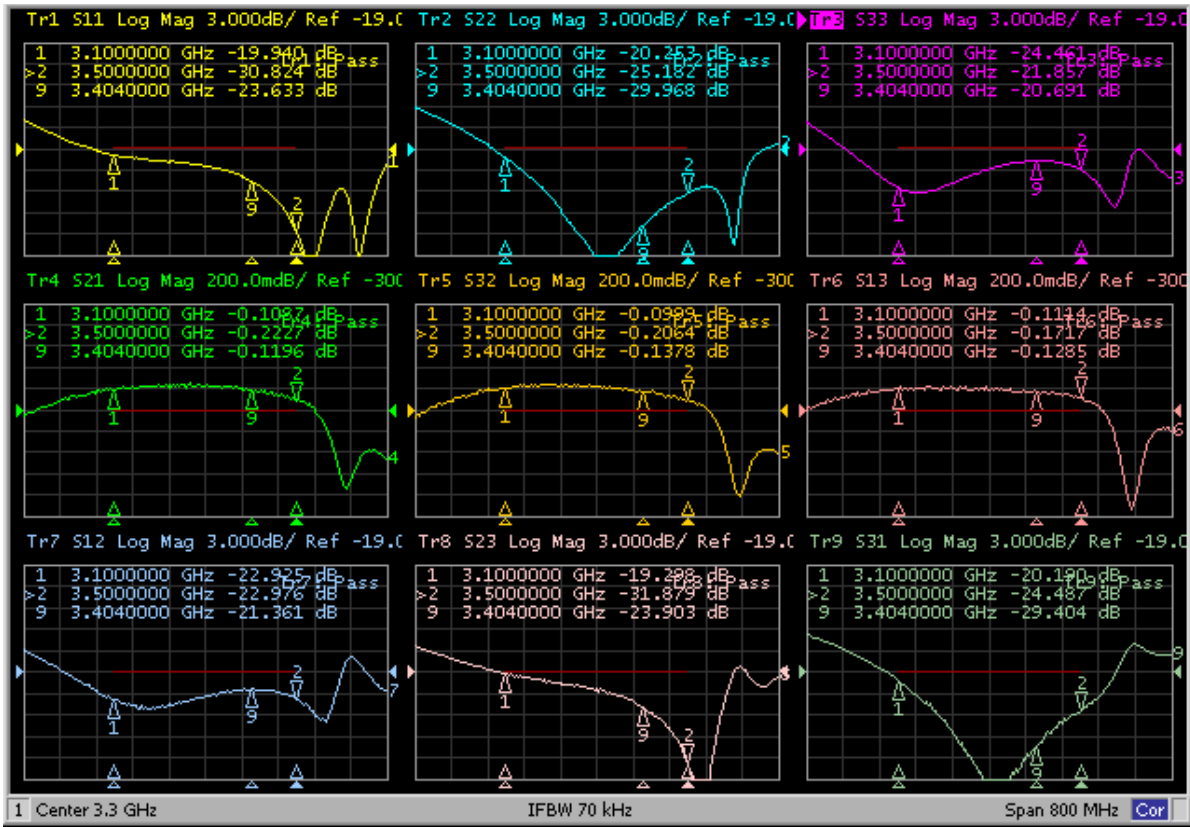 Tr1 S11 Log Mag 3.000dB/ Ref -19.0
Tr2 S22 Log Mag 3.000dB/ Ref -19.0
Tr3 S33 Log Mag 3.000dB/ Ref -19.0
1 3.1000000 GHz -19.940 dB
>2 3.5000000 GHz -30.824 dB
9 3.4040000 GHz -23.633 dB
Pass
1 3.1000000 GHz -20.253 dB
>2 3.5000000 GHz -25.182 dB
9 3.4040000 GHz -29.968 dB
Pass
1 3.1000000 GHz -24.461 dB
>2 3.5000000 GHz -21.857 dB
9 3.4040000 GHz -20.691 dB
Pass
Tr4 S21 Log Mag 200.0mdB/ Ref -300
Tr5 S32 Log Mag 200.0mdB/ Ref -300
Tr6 S13 Log Mag 200.0mdB/ Ref -300
1 3.1000000 GHz -0.1087 dB
>2 3.5000000 GHz -0.2227 dB
9 3.4040000 GHz -0.1196 dB
Pass
1 3.1000000 GHz dB
>2 3.5000000 GHz -0.2064 dB
9 3.4040000 GHz -0.1378 dB
Pass
1 3.1000000 GHz -0.1114 dB
>2 3.5000000 GHz -0.1717 dB
9 3.4040000 GHz -0.1285 dB
Pass
Tr7 S12 Log Mag 3.000dB/ Ref -19.0
Tr8 S23 Log Mag 3.000dB/ Ref -19.0
Tr9 S31 Log Mag 3.000dB/ Ref -19.0
1 3.1000000 GHz -22.925 dB
>2 3.5000000 GHz -22.976 dB
9 3.4040000 GHz -21.361 dB
Pass
1 3.1000000 GHz -19.298 dB
>2 3.5000000 GHz -31.879 dB
9 3.4040000 GHz -23.903 dB
Pass
1 3.1000000 GHz -20.190 dB
>2 3.5000000 GHz -24.487 dB
9 3.4040000 GHz -29.404 dB
Pass
1 Center 3.3 GHz
IFBW 70 kHz
Span 800 MHz Cor